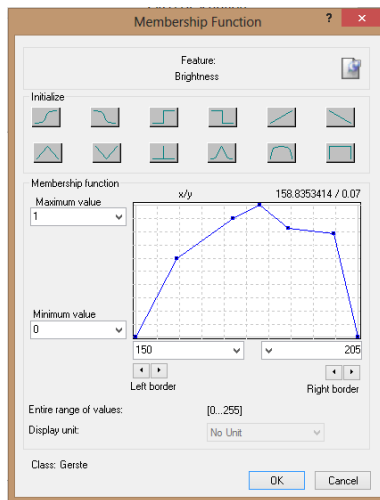 Membership Function
?
x
Feature:
Brightness
Initialize
Membership function
Maximum value
x/y
158.8353414 / 0.07
1
Minimum value
0
150
205
Left border
Right border
Entire range of values:
[0...255]
Display unit:
No Unit
Class: Gerste
OK
Cancel